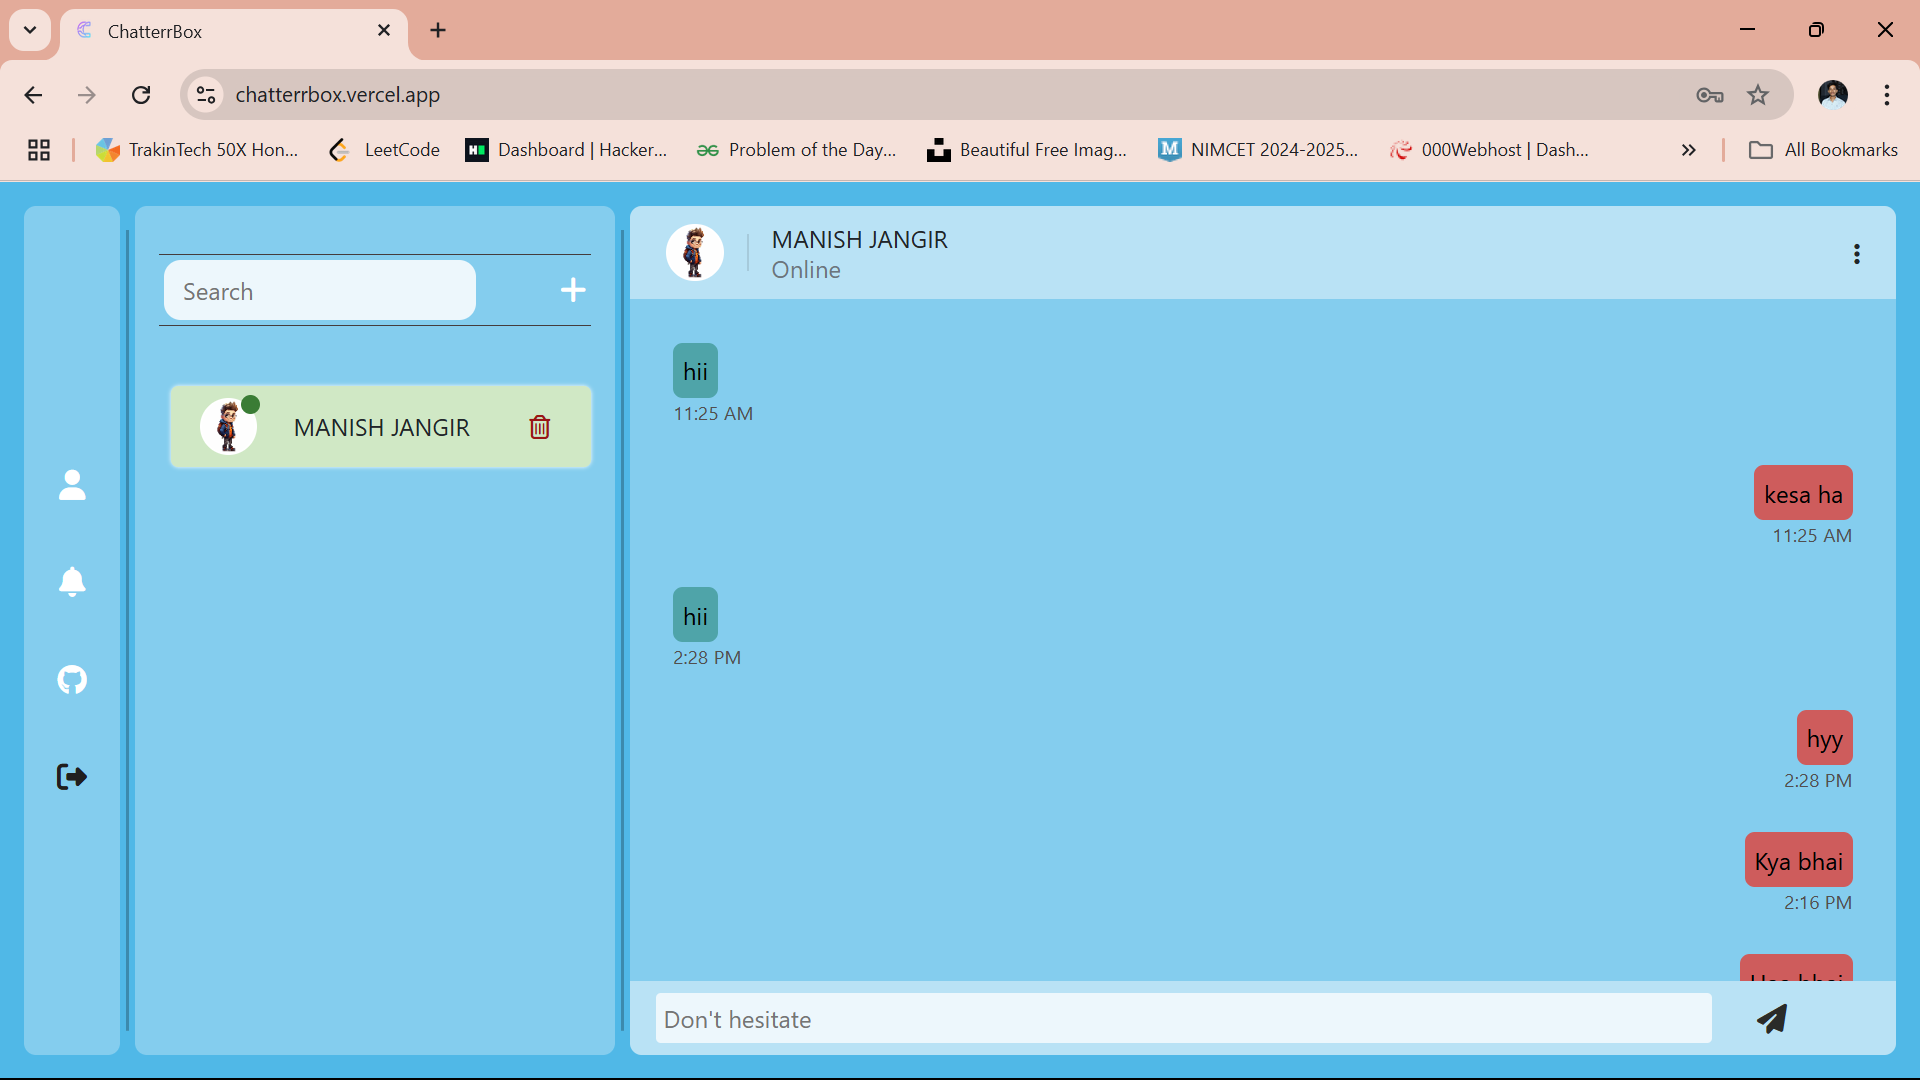 ChatterrBox
chatterrbox.vercel.app
TrakinTech 50X Hon...
LeetCode
Dashboard | Hacker...
Problem of the Day...
Beautiful Free Imag...
NIMCET 2024-2025...
000Webhost | Dash...
All Bookmarks
Search
MANISH JANGIR
MANISH JANGIR
Online
hii
11:25 AM
kesa ha
11:25 AM
hii
2:28 PM
hyy
2:28 PM
Kya bhai
2:16 PM
bhai
Don't hesitate